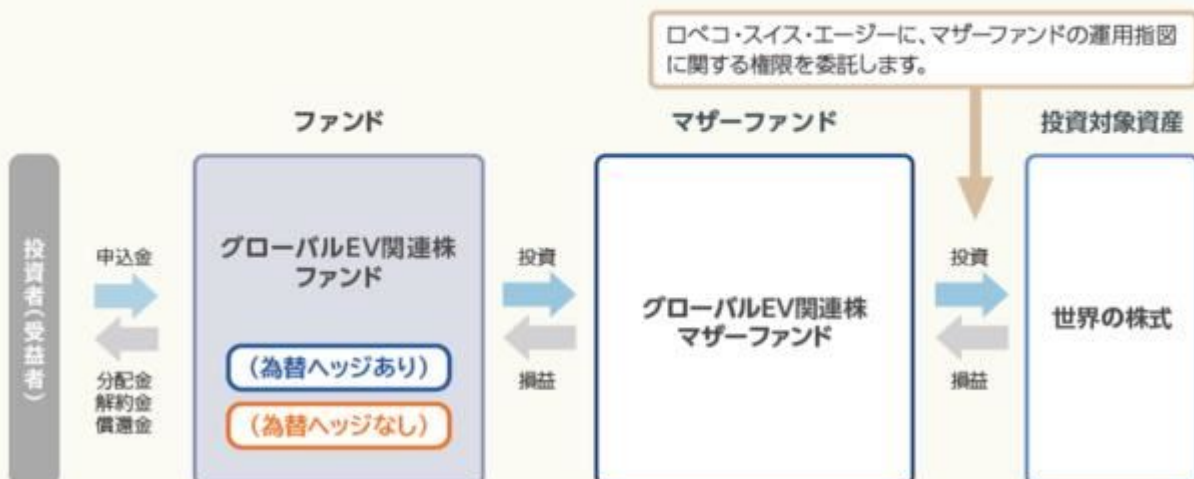 ロベコ・スイス・エージーに、マザーファンドの運用指図
に関する権限を委託します。
ファンド
マザーファンド
投資対象資産
投資者(受益者)
申込金
分配金
解約金
償還金
グローバルEV関連株
ファンド
(為替ヘッジあり)
(為替ヘッジなし)
投資
損益
グローバルEV関連株
マザーファンド
投資
損益
世界の株式